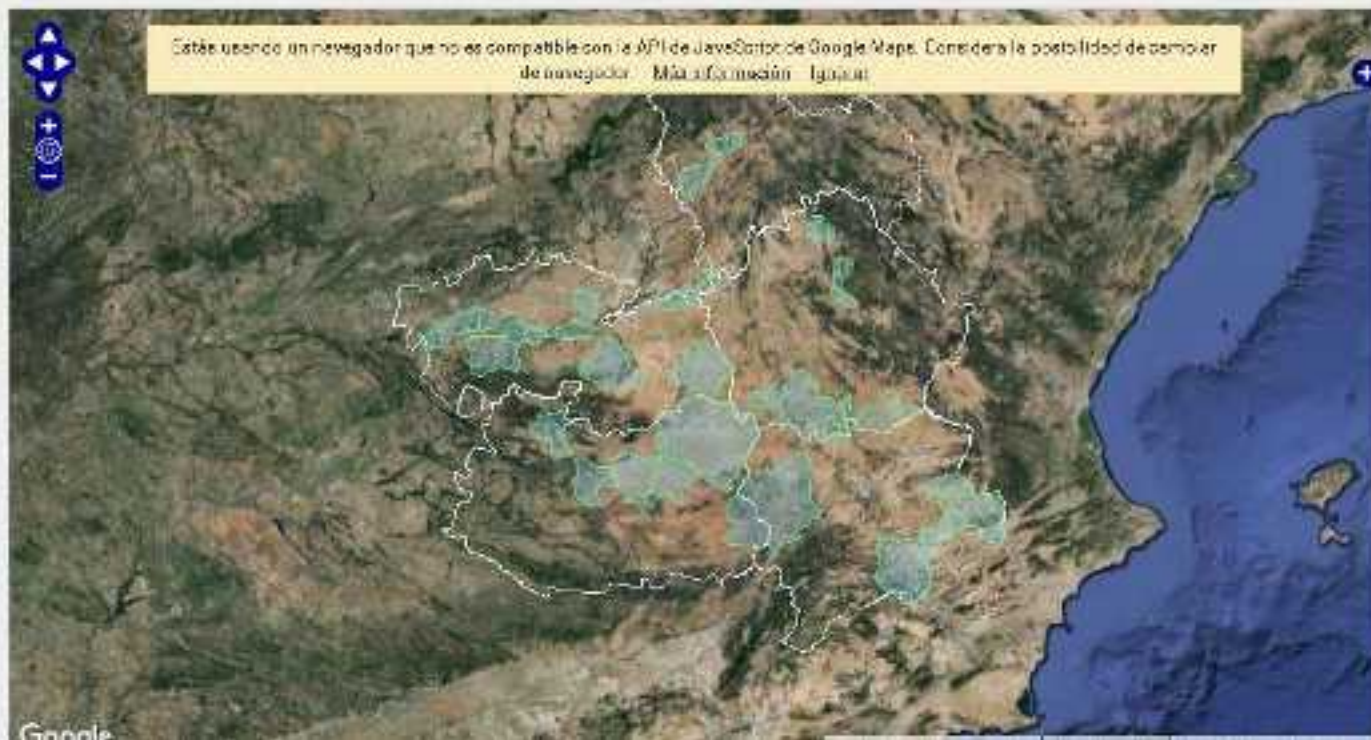 Estás usando un navegador que no es compatible con la API de JavaScript de Google Maps. Considera la posibilidad de cambiar
de navegador. Más información Ignorar
Google